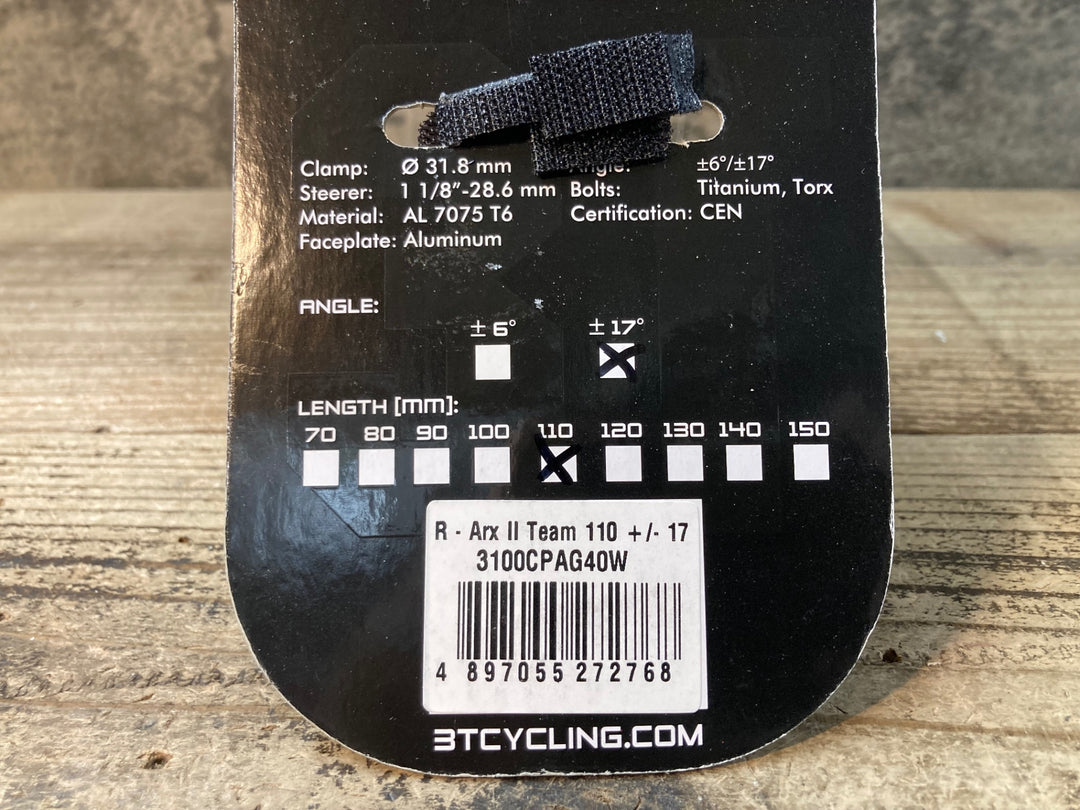 Clamp: Ø 31.8 mm
Steerer: 1 1/8”-28.6 mm
Material: AL 7075 T6
Faceplate: Aluminum
Angle: ±6°/±17°
Bolts: Titanium, Torx
Certification: CEN
ANGLE:
± 6° ± 17°
LENGTH [mm]:
70 80 90 100 110 120 130 140 150
R - Arx II Team 110 +/- 17
3100CPAG40W
4 897055 272768
3TCYCLING.COM